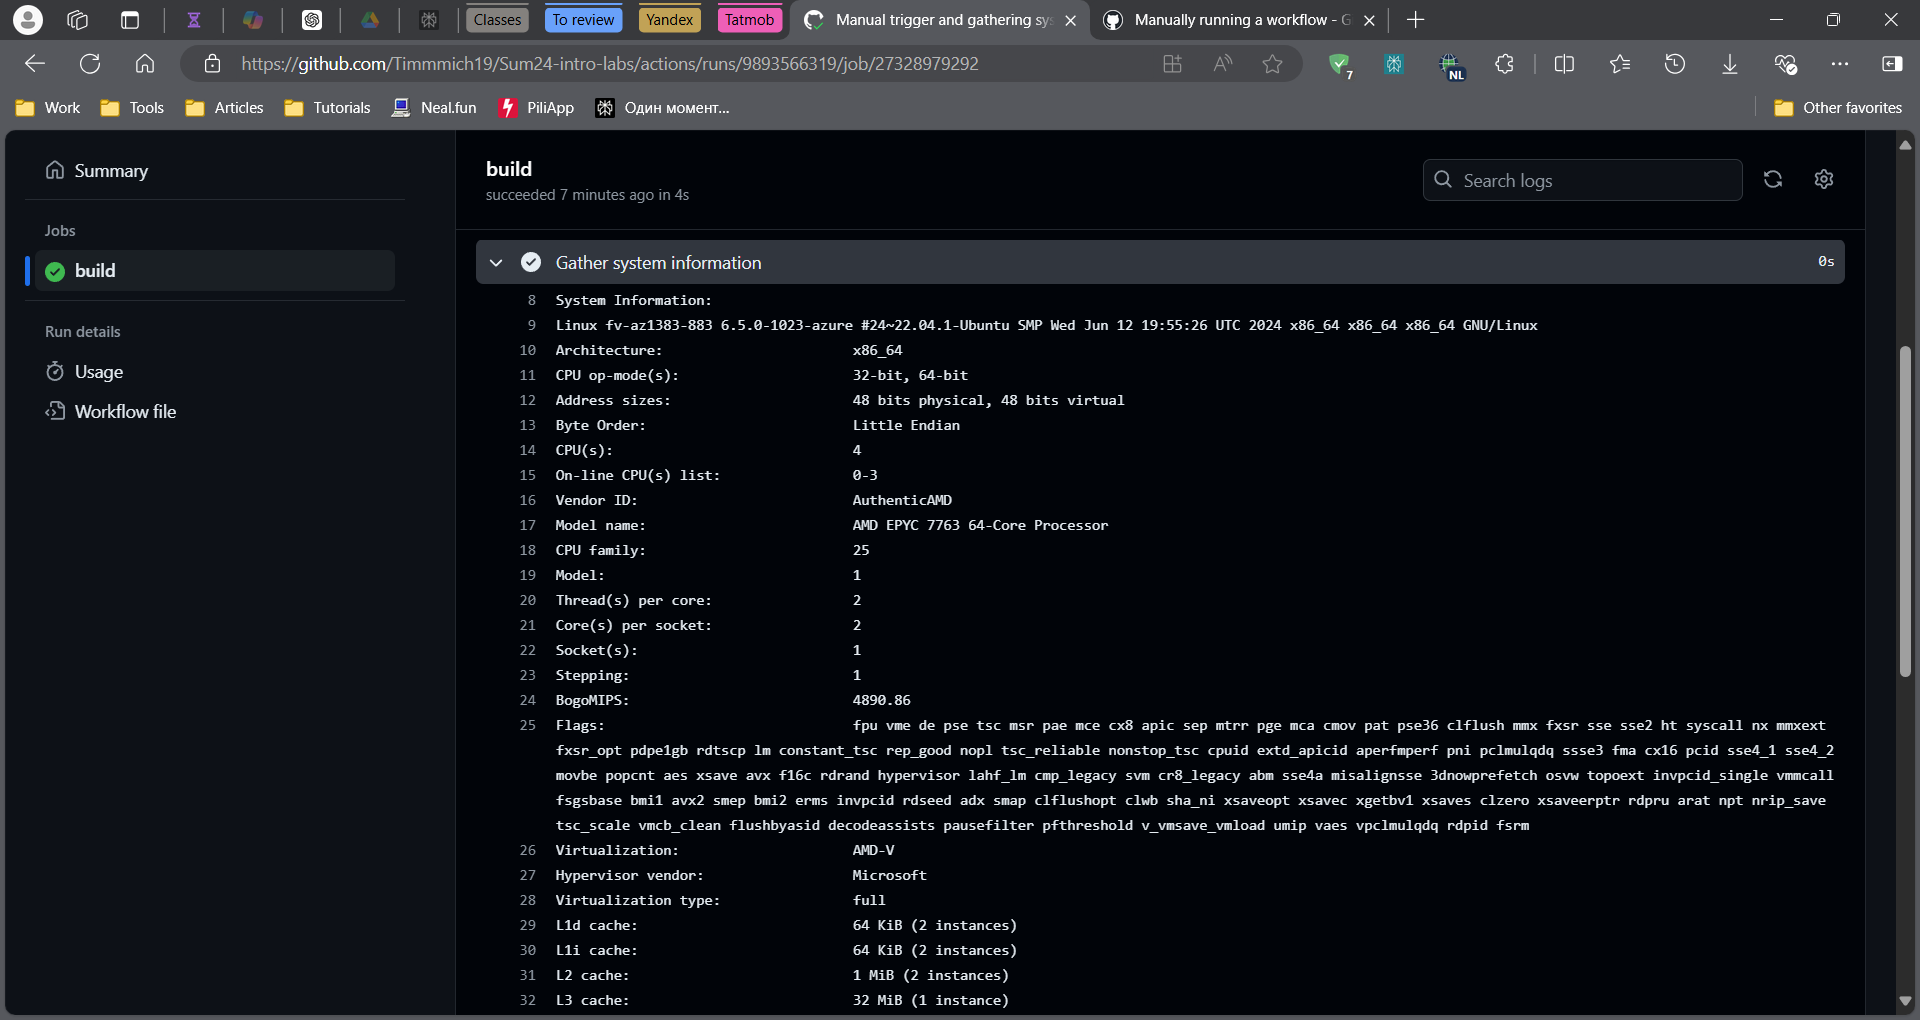 Classes
To review
Yandex
Tatmob
Manual trigger and gathering sys
Manually running a workflow - G
https://github.com/Timmmich19/Sum24-intro-labs/actions/runs/9893566319/job/27328979292
7
NL
Work
Tools
Articles
Tutorials
Neal.fun
PiliApp
Один момент...
Other favorites
Summary
Jobs
build
Run details
Usage
Workflow file
build
succeeded 7 minutes ago in 4s
Search logs
Gather system information 0s
8 System Information:
9 Linux fv-az1383-883 6.5.0-1023-azure #24~22.04.1-Ubuntu SMP Wed Jun 12 19:55:26 UTC 2024 x86_64 x86_64 x86_64 GNU/Linux
10 Architecture: x86_64
11 CPU op-mode(s): 32-bit, 64-bit
12 Address sizes: 48 bits physical, 48 bits virtual
13 Byte Order: Little Endian
14 CPU(s): 4
15 On-line CPU(s) list: 0-3
16 Vendor ID: AuthenticAMD
17 Model name: AMD EPYC 7763 64-Core Processor
18 CPU family: 25
19 Model: 1
20 Thread(s) per core: 2
21 Core(s) per socket: 2
22 Socket(s): 1
23 Stepping: 1
24 BogoMIPS: 4890.86
25 Flags: fpu vme de pse tsc msr pae mce cx8 apic sep mtrr pge mca cmov pat pse36 clflush mmx fxsr sse sse2 ht syscall nx mmxext
fxsr_opt pdpe1gb rdtscp lm constant_tsc rep_good nopl tsc_reliable nonstop_tsc cpuid extd_apicid aperfmperf pni pclmulqdq ssse3 fma cx16 pcid sse4_1 sse4_2
movbe popcnt aes xsave avx f16c rdrand hypervisor lahf_lm cmp_legacy svm cr8_legacy abm sse4a misalignsse 3dnowprefetch osvw topoext invpcid_single vmmcall
fsgsbase bmi1 avx2 smep bmi2 erms invpcid rdseed adx smap clflushopt clwb sha_ni xsaveopt xsavec xgetbv1 xsaves clzero xsaveerptr rdpru arat npt nrip_save
tsc_scale vmcb_clean flushbyasid decodeassists pausefilter pfthreshold v_vmsave_vmload umip vaes vpclmulqdq rdpid fsrm
26 Virtualization: AMD-V
27 Hypervisor vendor: Microsoft
28 Virtualization type: full
29 L1d cache: 64 KiB (2 instances)
30 L1i cache: 64 KiB (2 instances)
31 L2 cache: 1 MiB (2 instances)
32 L3 cache: 32 MiB (1 instance)